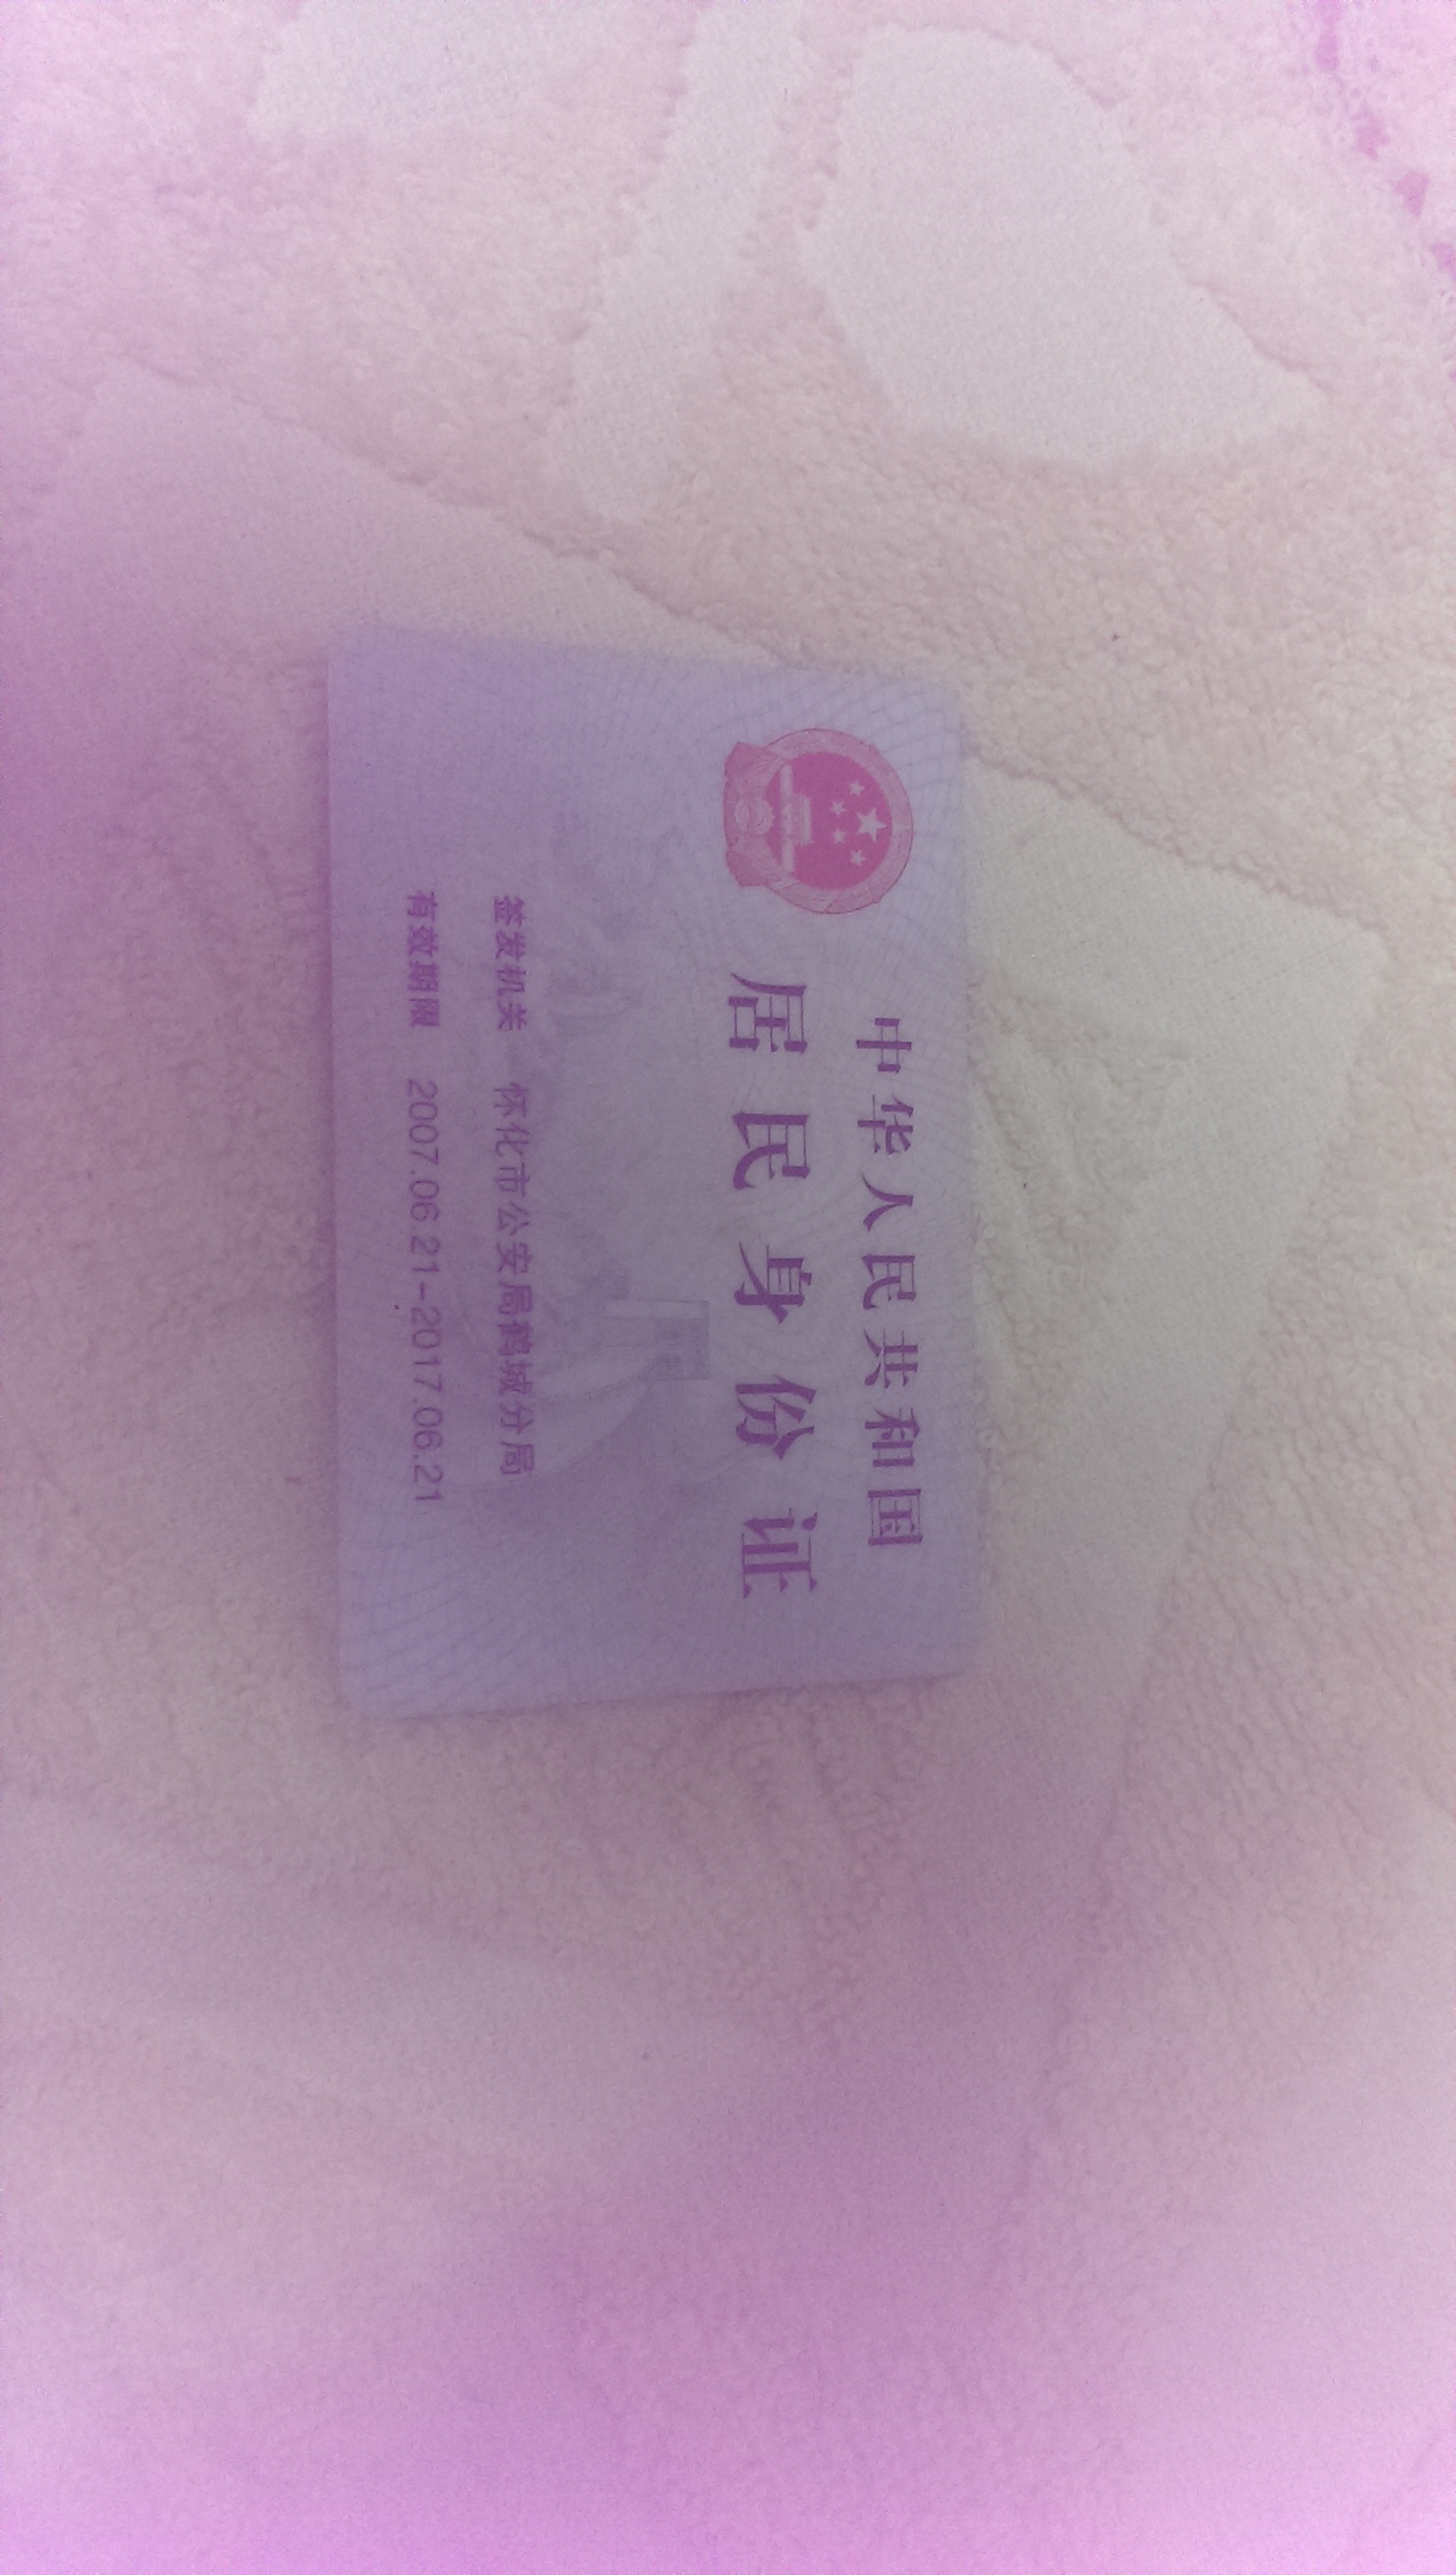 中华人民共和国
居民身份证
签发机关 怀化市公安局鹤城分局
有效期限 2007.06.21-2017.06.21